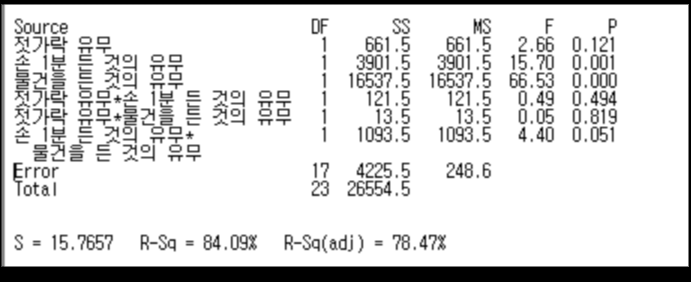 Source DF SS MS F P
젓가락 유무 1 661.5 661.5 2.66 0.121
손 1분 든 것의 유무 1 3901.5 3901.5 15.70 0.001
물건을 든 것의 유무 1 16537.5 16537.5 66.53 0.000
젓가락 유무*손 1분 든 것의 유무 1 121.5 121.5 0.49 0.494
젓가락 유무*물건을 든 것의 유무 1 13.5 13.5 0.05 0.819
손 1분 든 것의 유무* 1 1093.5 1093.5 4.40 0.051
물건을 든 것의 유무
Error 17 4225.5 248.6
Total 23 26554.5
S = 15.7657 R-Sq = 84.09% R-Sq(adj) = 78.47%